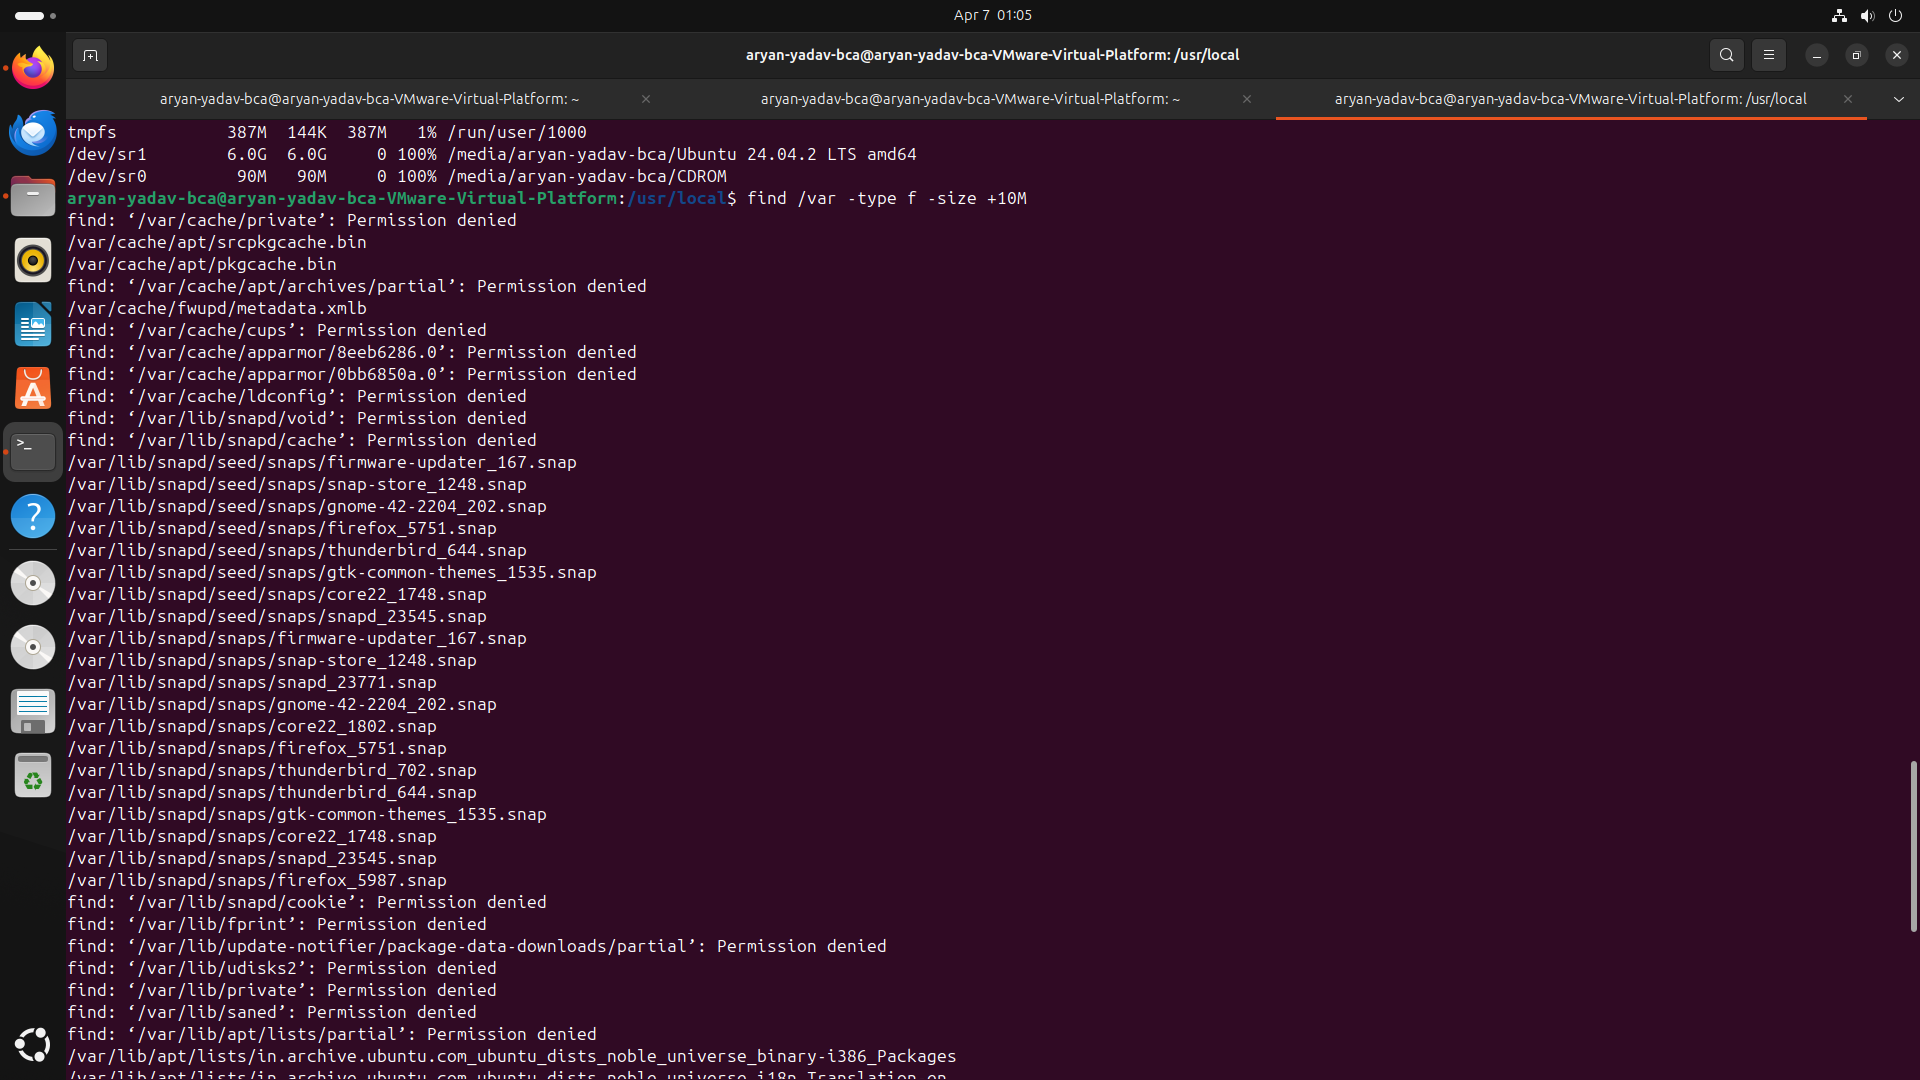 Apr 7 01:05
aryan-yadav-bca@aryan-yadav-bca-VMware-Virtual-Platform: /usr/local
aryan-yadav-bca@aryan-yadav-bca-VMware-Virtual-Platform: ~
aryan-yadav-bca@aryan-yadav-bca-VMware-Virtual-Platform: ~
aryan-yadav-bca@aryan-yadav-bca-VMware-Virtual-Platform: /usr/local
tmpfs 387M 144K 387M 1% /run/user/1000
/dev/sr1 6.0G 6.0G 0 100% /media/aryan-yadav-bca/Ubuntu 24.04.2 LTS amd64
/dev/sr0 90M 90M 0 100% /media/aryan-yadav-bca/CDROM
aryan-yadav-bca@aryan-yadav-bca-VMware-Virtual-Platform:/usr/local$ find /var -type f -size +10M
find: ‘/var/cache/private’: Permission denied
/var/cache/apt/srcpkgcache.bin
/var/cache/apt/pkgcache.bin
find: ‘/var/cache/apt/archives/partial’: Permission denied
/var/cache/fwupd/metadata.xmlb
find: ‘/var/cache/cups’: Permission denied
find: ‘/var/cache/apparmor/8eeb6286.0’: Permission denied
find: ‘/var/cache/apparmor/0bb6850a.0’: Permission denied
find: ‘/var/cache/ldconfig’: Permission denied
find: ‘/var/lib/snapd/void’: Permission denied
find: ‘/var/lib/snapd/cache’: Permission denied
/var/lib/snapd/seed/snaps/firmware-updater_167.snap
/var/lib/snapd/seed/snaps/snap-store_1248.snap
/var/lib/snapd/seed/snaps/gnome-42-2204_202.snap
/var/lib/snapd/seed/snaps/firefox_5751.snap
/var/lib/snapd/seed/snaps/thunderbird_644.snap
/var/lib/snapd/seed/snaps/gtk-common-themes_1535.snap
/var/lib/snapd/seed/snaps/core22_1748.snap
/var/lib/snapd/seed/snaps/snapd_23545.snap
/var/lib/snapd/snaps/firmware-updater_167.snap
/var/lib/snapd/snaps/snap-store_1248.snap
/var/lib/snapd/snaps/snapd_23771.snap
/var/lib/snapd/snaps/gnome-42-2204_202.snap
/var/lib/snapd/snaps/core22_1802.snap
/var/lib/snapd/snaps/firefox_5751.snap
/var/lib/snapd/snaps/thunderbird_702.snap
/var/lib/snapd/snaps/thunderbird_644.snap
/var/lib/snapd/snaps/gtk-common-themes_1535.snap
/var/lib/snapd/snaps/core22_1748.snap
/var/lib/snapd/snaps/snapd_23545.snap
/var/lib/snapd/snaps/firefox_5987.snap
find: ‘/var/lib/snapd/cookie’: Permission denied
find: ‘/var/lib/fprint’: Permission denied
find: ‘/var/lib/update-notifier/package-data-downloads/partial’: Permission denied
find: ‘/var/lib/udisks2’: Permission denied
find: ‘/var/lib/private’: Permission denied
find: ‘/var/lib/saned’: Permission denied
find: ‘/var/lib/apt/lists/partial’: Permission denied
/var/lib/apt/lists/in.archive.ubuntu.com_ubuntu_dists_noble_universe_binary-i386_Packages
/var/lib/apt/lists/in.archive.ubuntu.com_ubuntu_dists_noble_universe_i18n_Translation-en